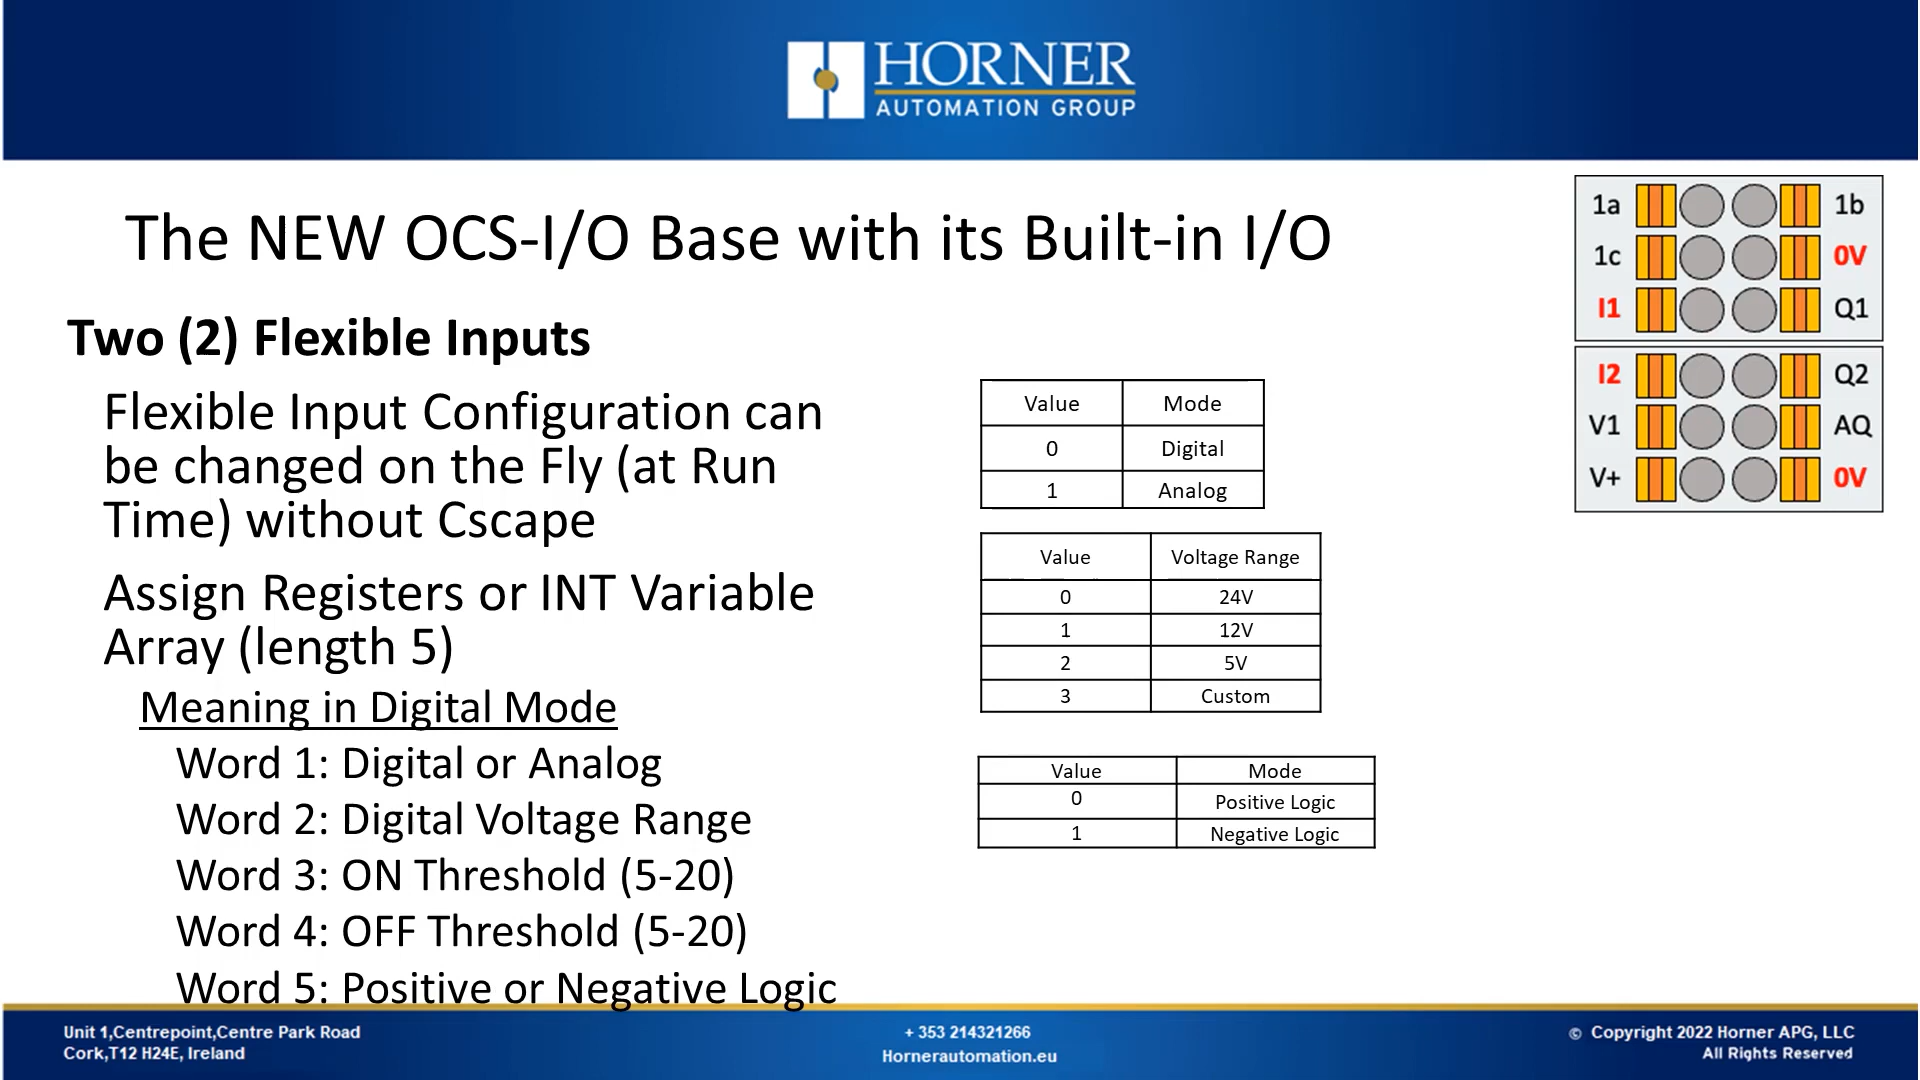 HORNER
AUTOMATION GROUP
The NEW OCS-I/O Base with its Built-in I/O
Two (2) Flexible Inputs
Flexible Input Configuration can
be changed on the Fly (at Run
Time) without Cscape
Assign Registers or INT Variable
Array (length 5)
Meaning in Digital Mode
Word 1: Digital or Analog
Word 2: Digital Voltage Range
Word 3: ON Threshold (5-20)
Word 4: OFF Threshold (5-20)
Word 5: Positive or Negative Logic
Value Mode
0 Digital
1 Analog
Value Voltage Range
0 24V
1 12V
2 5V
3 Custom
Value Mode
0 Positive Logic
1 Negative Logic
1a 1b
1c 0V
I1 Q1
I2 Q2
V1 AQ
V+ 0V
Unit 1,Centrepoint,Centre Park Road
Cork,T12 H24E, Ireland
+ 353 214321266
Hornerautomation.eu
© Copyright 2022 Horner APG, LLC
All Rights Reserved